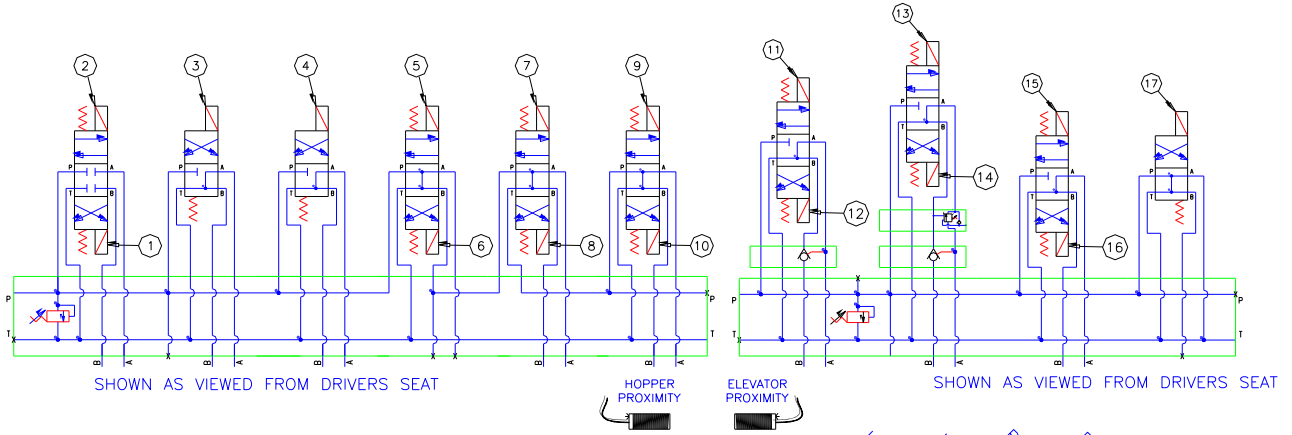 13
11
2
3
4
5
7
9
15
17
P A
T B
P A
T B
P A
T B
P A
T B
P A
T B
P A
T B
P A
T B
P A
T B
P A
T B
P A
T B
14
12
1
6
8
10
16
P
P
P
P
T
T
T
T
B A
B A
B A
B A
B A
B A
B A
B A
SHOWN AS VIEWED FROM DRIVERS SEAT
SHOWN AS VIEWED FROM DRIVERS SEAT
HOPPER
PROXIMITY
ELEVATOR
PROXIMITY